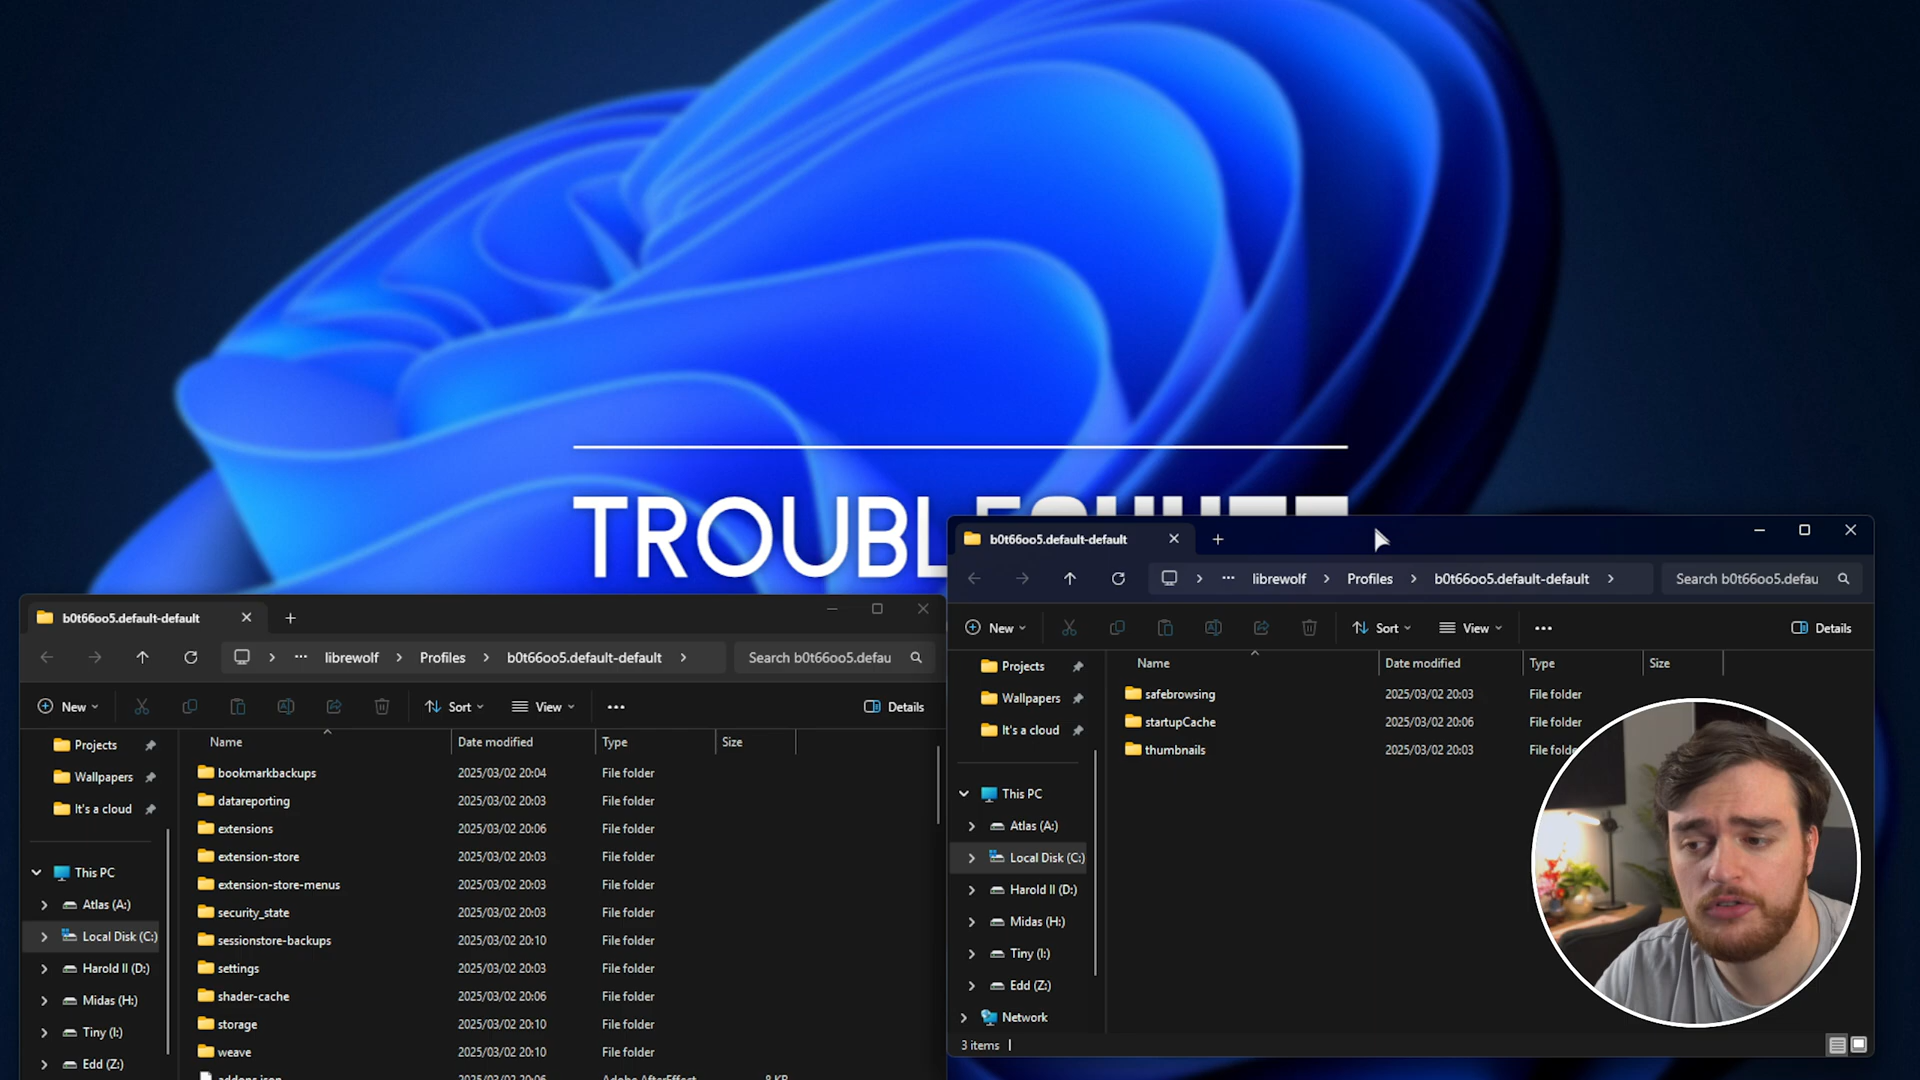 TROUBL
b0t66oo5.default-default
librewolf
Profiles
b0t66oo5.default-default
Search b0t66oo5.defau
New
Sort
View
Details
Projects
Wallpapers
It's a cloud
This PC
Atlas (A:)
Local Disk (C:)
Harold II (D:)
Midas (H:)
Tiny (I:)
Edd (Z:)
Name Date modified Type Size
bookmarkbackups 2025/03/02 20:04 File folder
datareporting 2025/03/02 20:03 File folder
extensions 2025/03/02 20:06 File folder
extension-store 2025/03/02 20:03 File folder
extension-store-menus 2025/03/02 20:03 File folder
security_state 2025/03/02 20:03 File folder
sessionstore-backups 2025/03/02 20:10 File folder
settings 2025/03/02 20:03 File folder
shader-cache 2025/03/02 20:06 File folder
storage 2025/03/02 20:10 File folder
weave 2025/03/02 20:10 File folder
b0t66oo5.default-default
librewolf
Profiles
b0t66oo5.default-default
Search b0t66oo5.defau
New
Sort
View
Details
Projects
Wallpapers
It's a cloud
This PC
Atlas (A:)
Local Disk (C:)
Harold II (D:)
Midas (H:)
Tiny (I:)
Edd (Z:)
Network
Name Date modified Type Size
safebrowsing 2025/03/02 20:03 File folder
startupCache 2025/03/02 20:06 File folder
thumbnails 2025/03/02 20:03 File folde
3 items